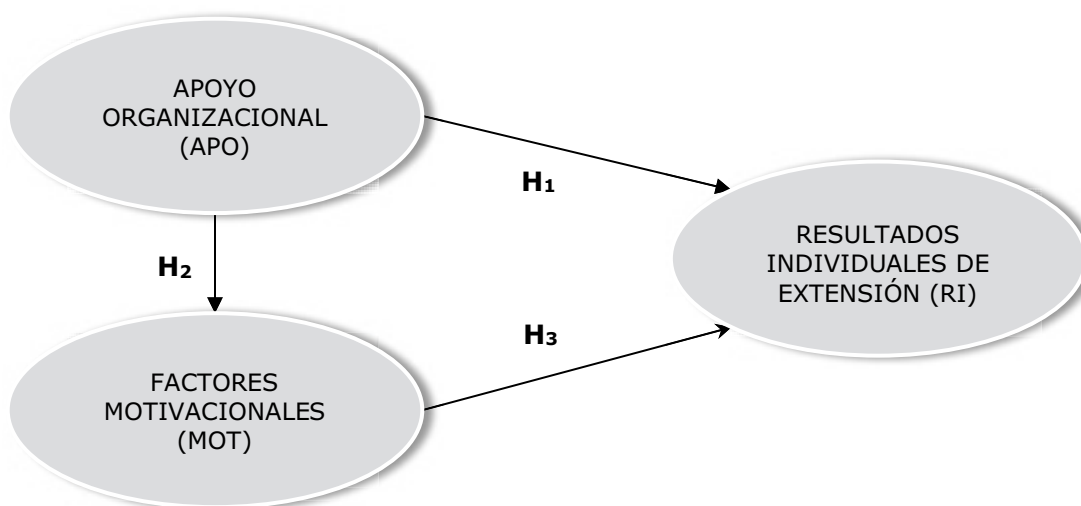 APOYO
ORGANIZACIONAL
(APO)
H₁
RESULTADOS
INDIVIDUALES DE
EXTENSIÓN (RI)
H₂
H₃
FACTORES
MOTIVACIONALES
(MOT)